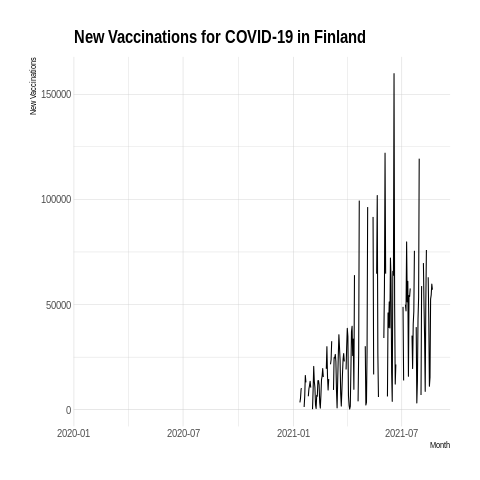 New Vaccinations for COVID-19 in Finland
New Vaccinations
150000
100000
50000
0
2020-01
2020-07
2021-01
2021-07
Month